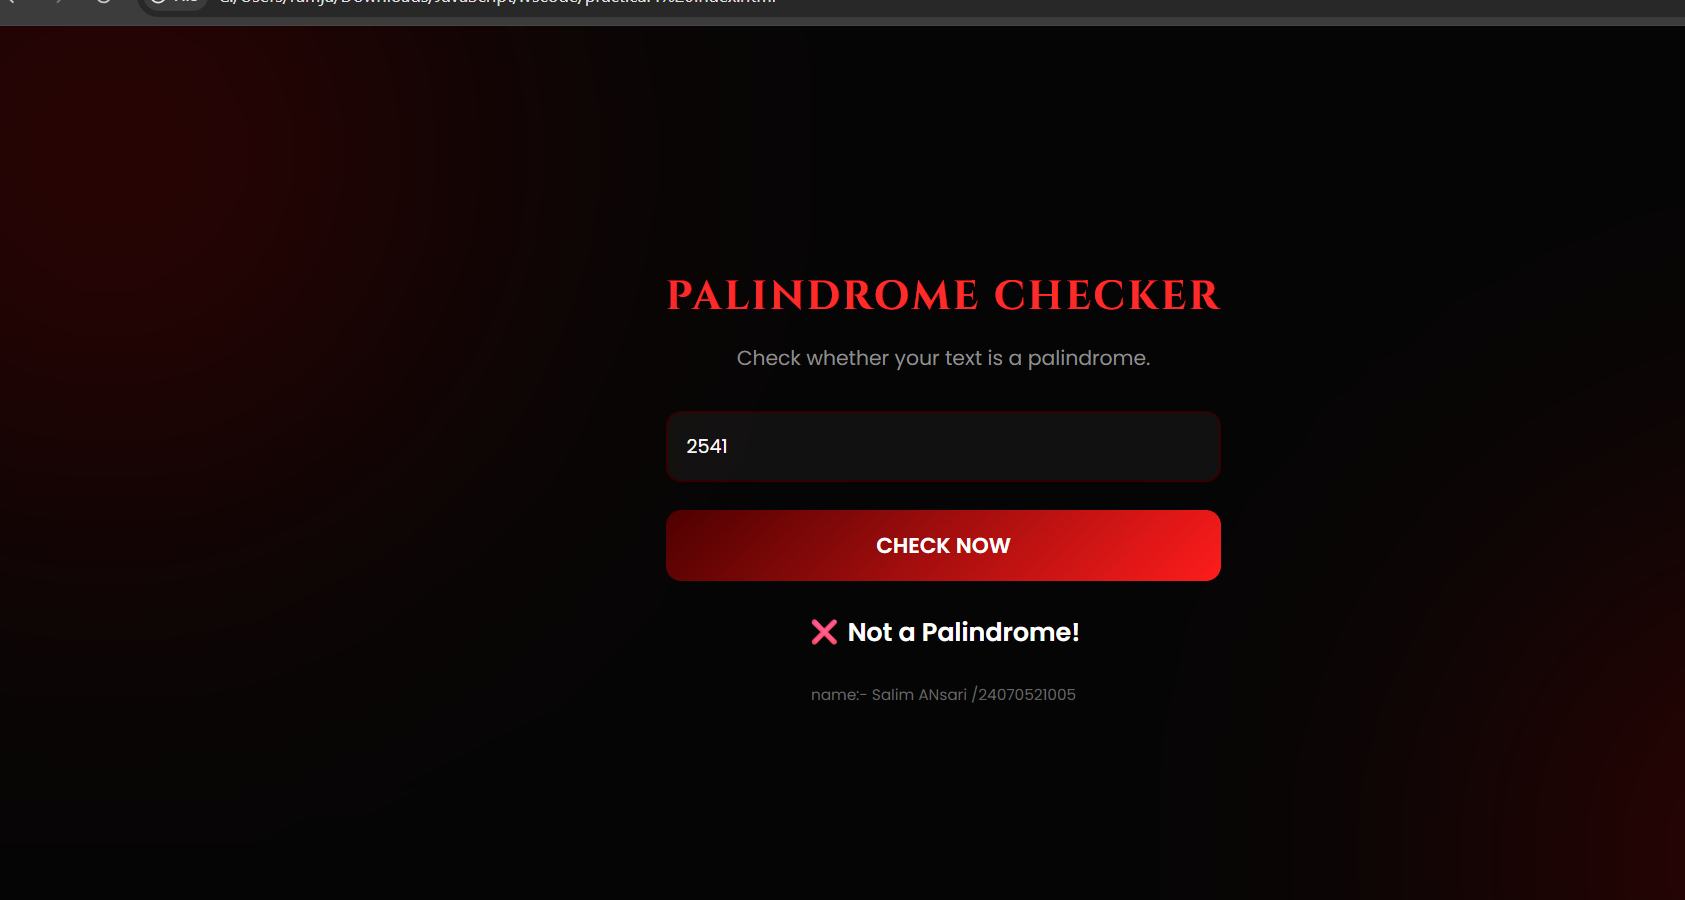 PALINDROME CHECKER
Check whether your text is a palindrome.
2541
CHECK NOW
❌ Not a Palindrome!
name:- Salim ANsari /24070521005